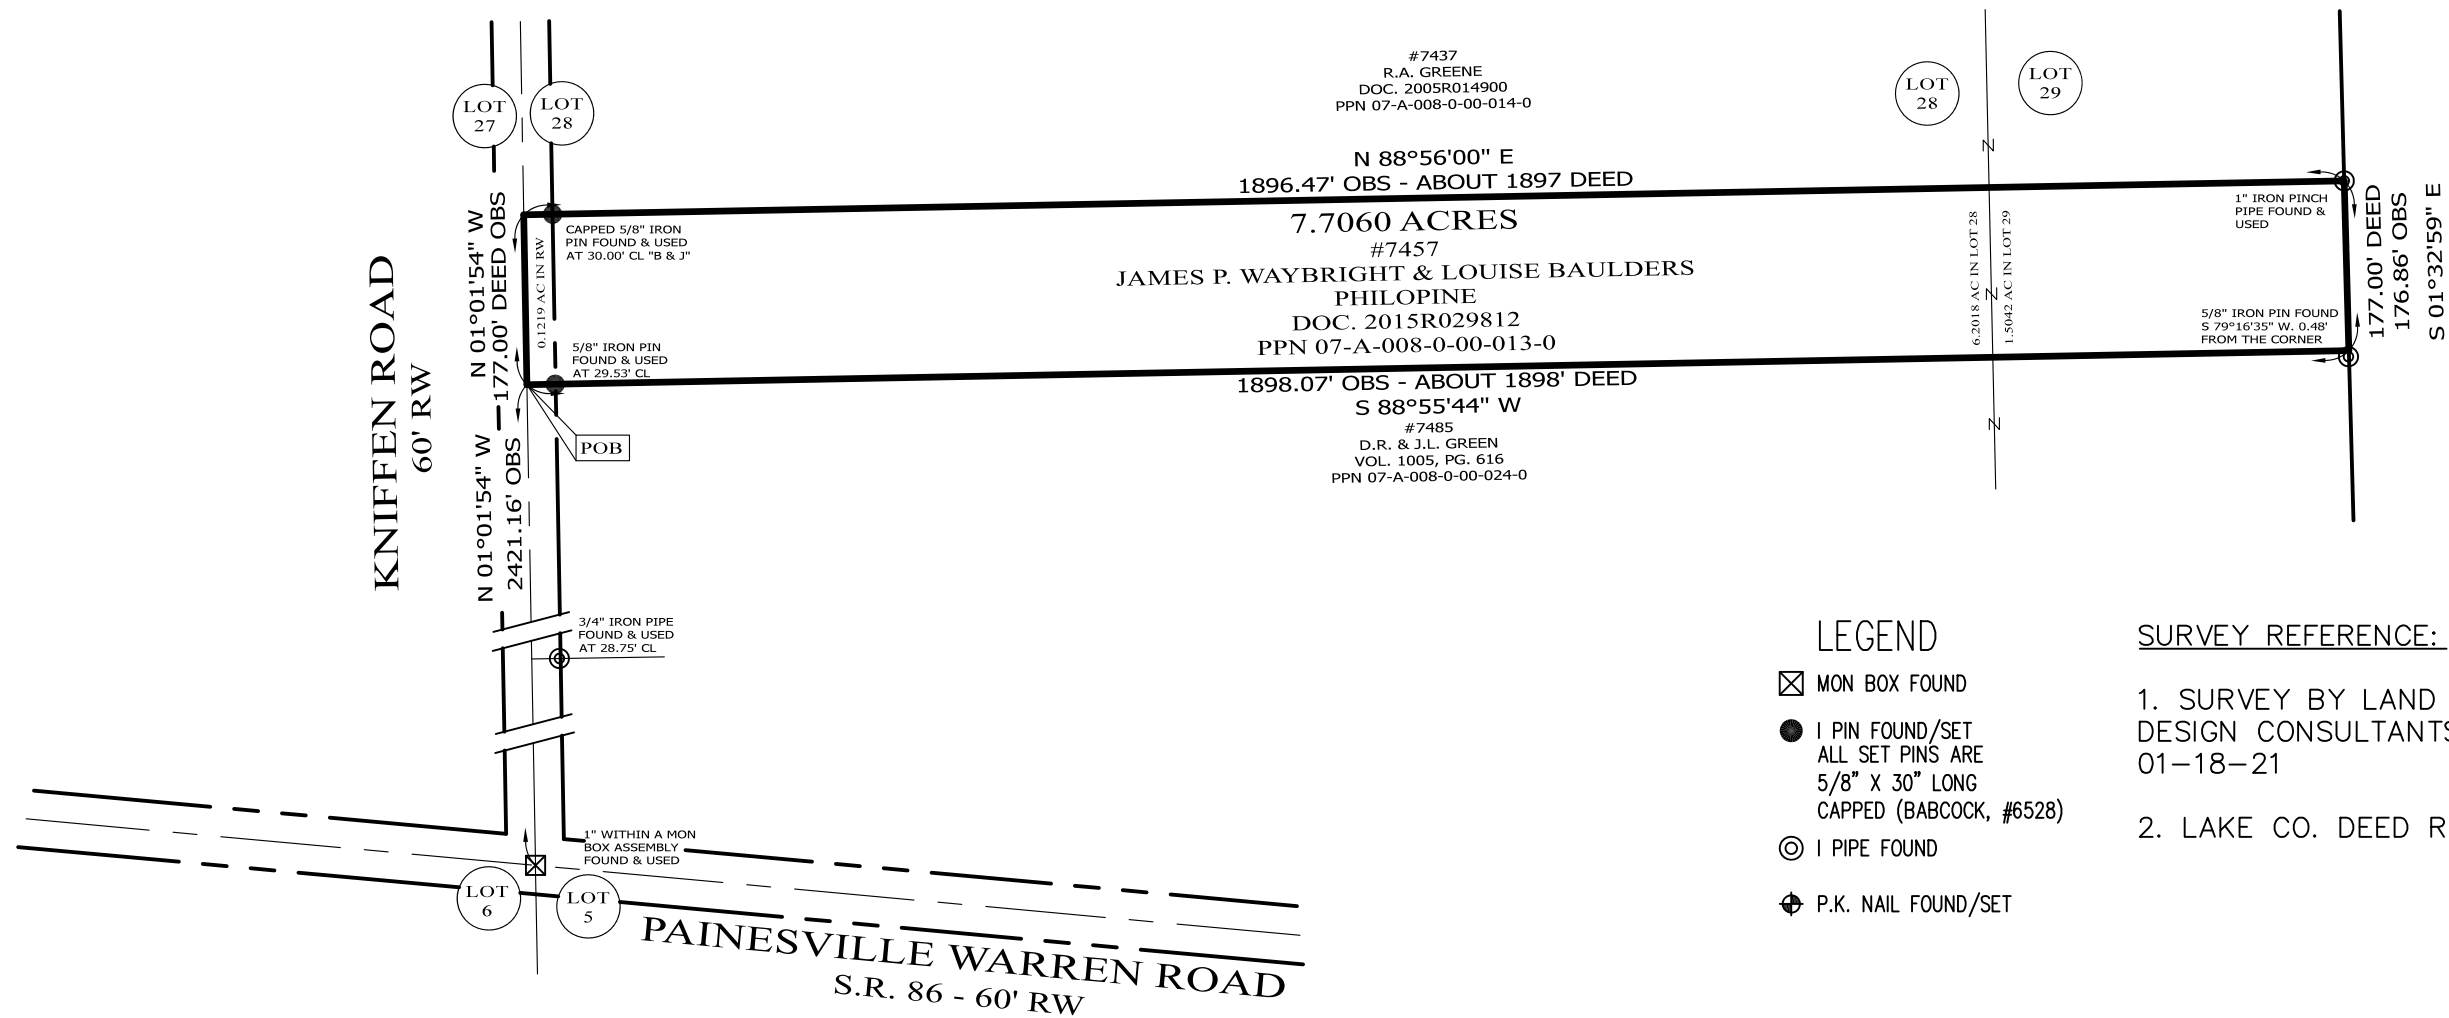 #7437
R.A. GREENE
DOC. 2005R014900
PPN 07-A-008-0-00-014-0
LOT
27
LOT
28
LOT
28
LOT
29
N 88°56'00" E
1896.47' OBS - ABOUT 1897 DEED
7.7060 ACRES
#7457
JAMES P. WAYBRIGHT & LOUISE BAULDERS
PHILOPINE
DOC. 2015R029812
PPN 07-A-008-0-00-013-0
1898.07' OBS - ABOUT 1898' DEED
S 88°55'44" W
#7485
D.R. & J.L. GREEN
VOL. 1005, PG. 616
PPN 07-A-008-0-00-024-0
CAPPED 5/8" IRON
PIN FOUND & USED
AT 30.00' CL "B & J"
0.1219 AC IN RW
5/8" IRON PIN
FOUND & USED
AT 29.53' CL
N 01°01'54" W
177.00' DEED OBS
KNIFFEN ROAD
60' RW
N 01°01'54" W
2421.16' OBS
POB
6.2018 AC IN LOT 28
1.5042 AC IN LOT 29
Z
Z
Z
1" IRON PINCH
PIPE FOUND &
USED
5/8" IRON PIN FOUND
S 79°16'35" W. 0.48'
FROM THE CORNER
177.00' DEED
176.86' OBS
S 01°32'59" E
3/4" IRON PIPE
FOUND & USED
AT 28.75' CL
1" WITHIN A MON
BOX ASSEMBLY
FOUND & USED
LOT
6
LOT
5
PAINESVILLE WARREN ROAD
S.R. 86 - 60' RW
LEGEND
MON BOX FOUND
I PIN FOUND/SET
ALL SET PINS ARE
5/8" X 30" LONG
CAPPED (BABCOCK, #6528)
I PIPE FOUND
P.K. NAIL FOUND/SET
SURVEY REFERENCE:
1. SURVEY BY LAND
DESIGN CONSULTANTS
01-18-21
2. LAKE CO. DEED R